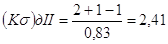 (Kσ)∂II = (2+1−1)/0,83 = 2,41